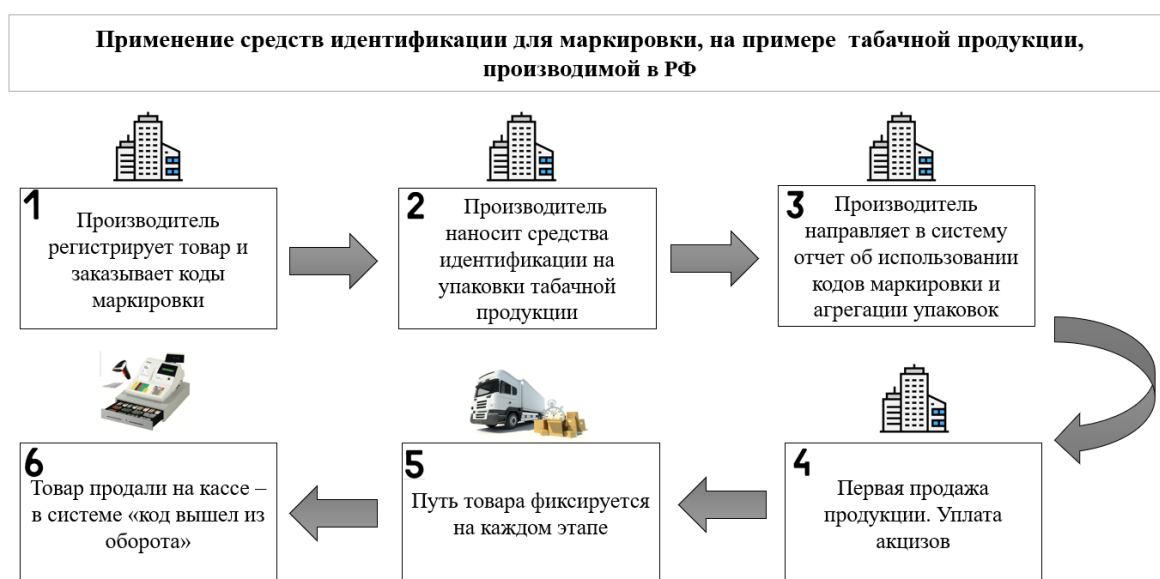 Применение средств идентификации для маркировки, на примере табачной продукции,
производимой в РФ
1
Производитель
регистрирует товар и
заказывает коды
маркировки
2
Производитель
наносит средства
идентификации на
упаковки табачной
продукции
3
Производитель
направляет в систему
отчет об использовании
кодов маркировки и
агрегации упаковок
4
Первая продажа
продукции. Уплата
акцизов
5
Путь товара фиксируется
на каждом этапе
6
Товар продали на кассе –
в системе «код вышел из
оборота»